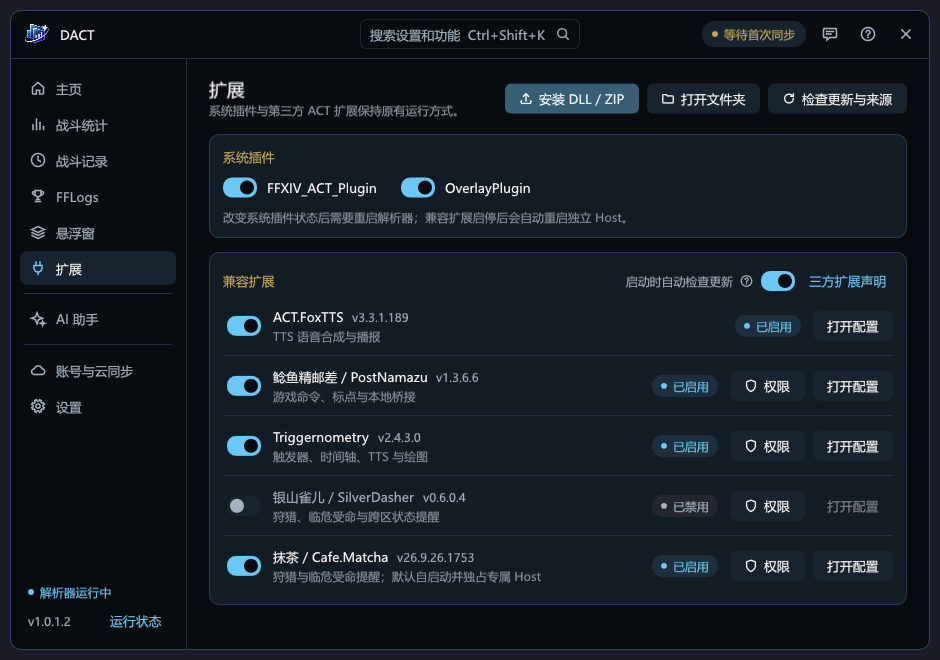 DACT
搜索设置和功能 Ctrl+Shift+K
等待首次同步
主页
战斗统计
战斗记录
FFLogs
悬浮窗
扩展
AI 助手
账号与云同步
设置
解析器运行中
v1.0.1.2 运行状态
扩展
系统插件与第三方 ACT 扩展保持原有运行方式。
安装 DLL / ZIP
打开文件夹
检查更新与来源
系统插件
FFXIV_ACT_Plugin
OverlayPlugin
改变系统插件状态后需要重启解析器；兼容扩展启停后会自动重启独立 Host。
兼容扩展
启动时自动检查更新
三方扩展声明
ACT.FoxTTS v3.3.1.189
TTS 语音合成与播报
已启用
打开配置
鲶鱼精邮差 / PostNamazu v1.3.6.6
游戏命令、标点与本地桥接
已启用
权限
打开配置
Triggernometry v2.4.3.0
触发器、时间轴、TTS 与绘图
已启用
权限
打开配置
银山雀儿 / SilverDasher v0.6.0.4
狩猎、临危受命与跨区状态提醒
已禁用
权限
打开配置
抹茶 / Cafe.Matcha v26.9.26.1753
狩猎与临危受命提醒；默认自启动并独占专属 Host
已启用
权限
打开配置